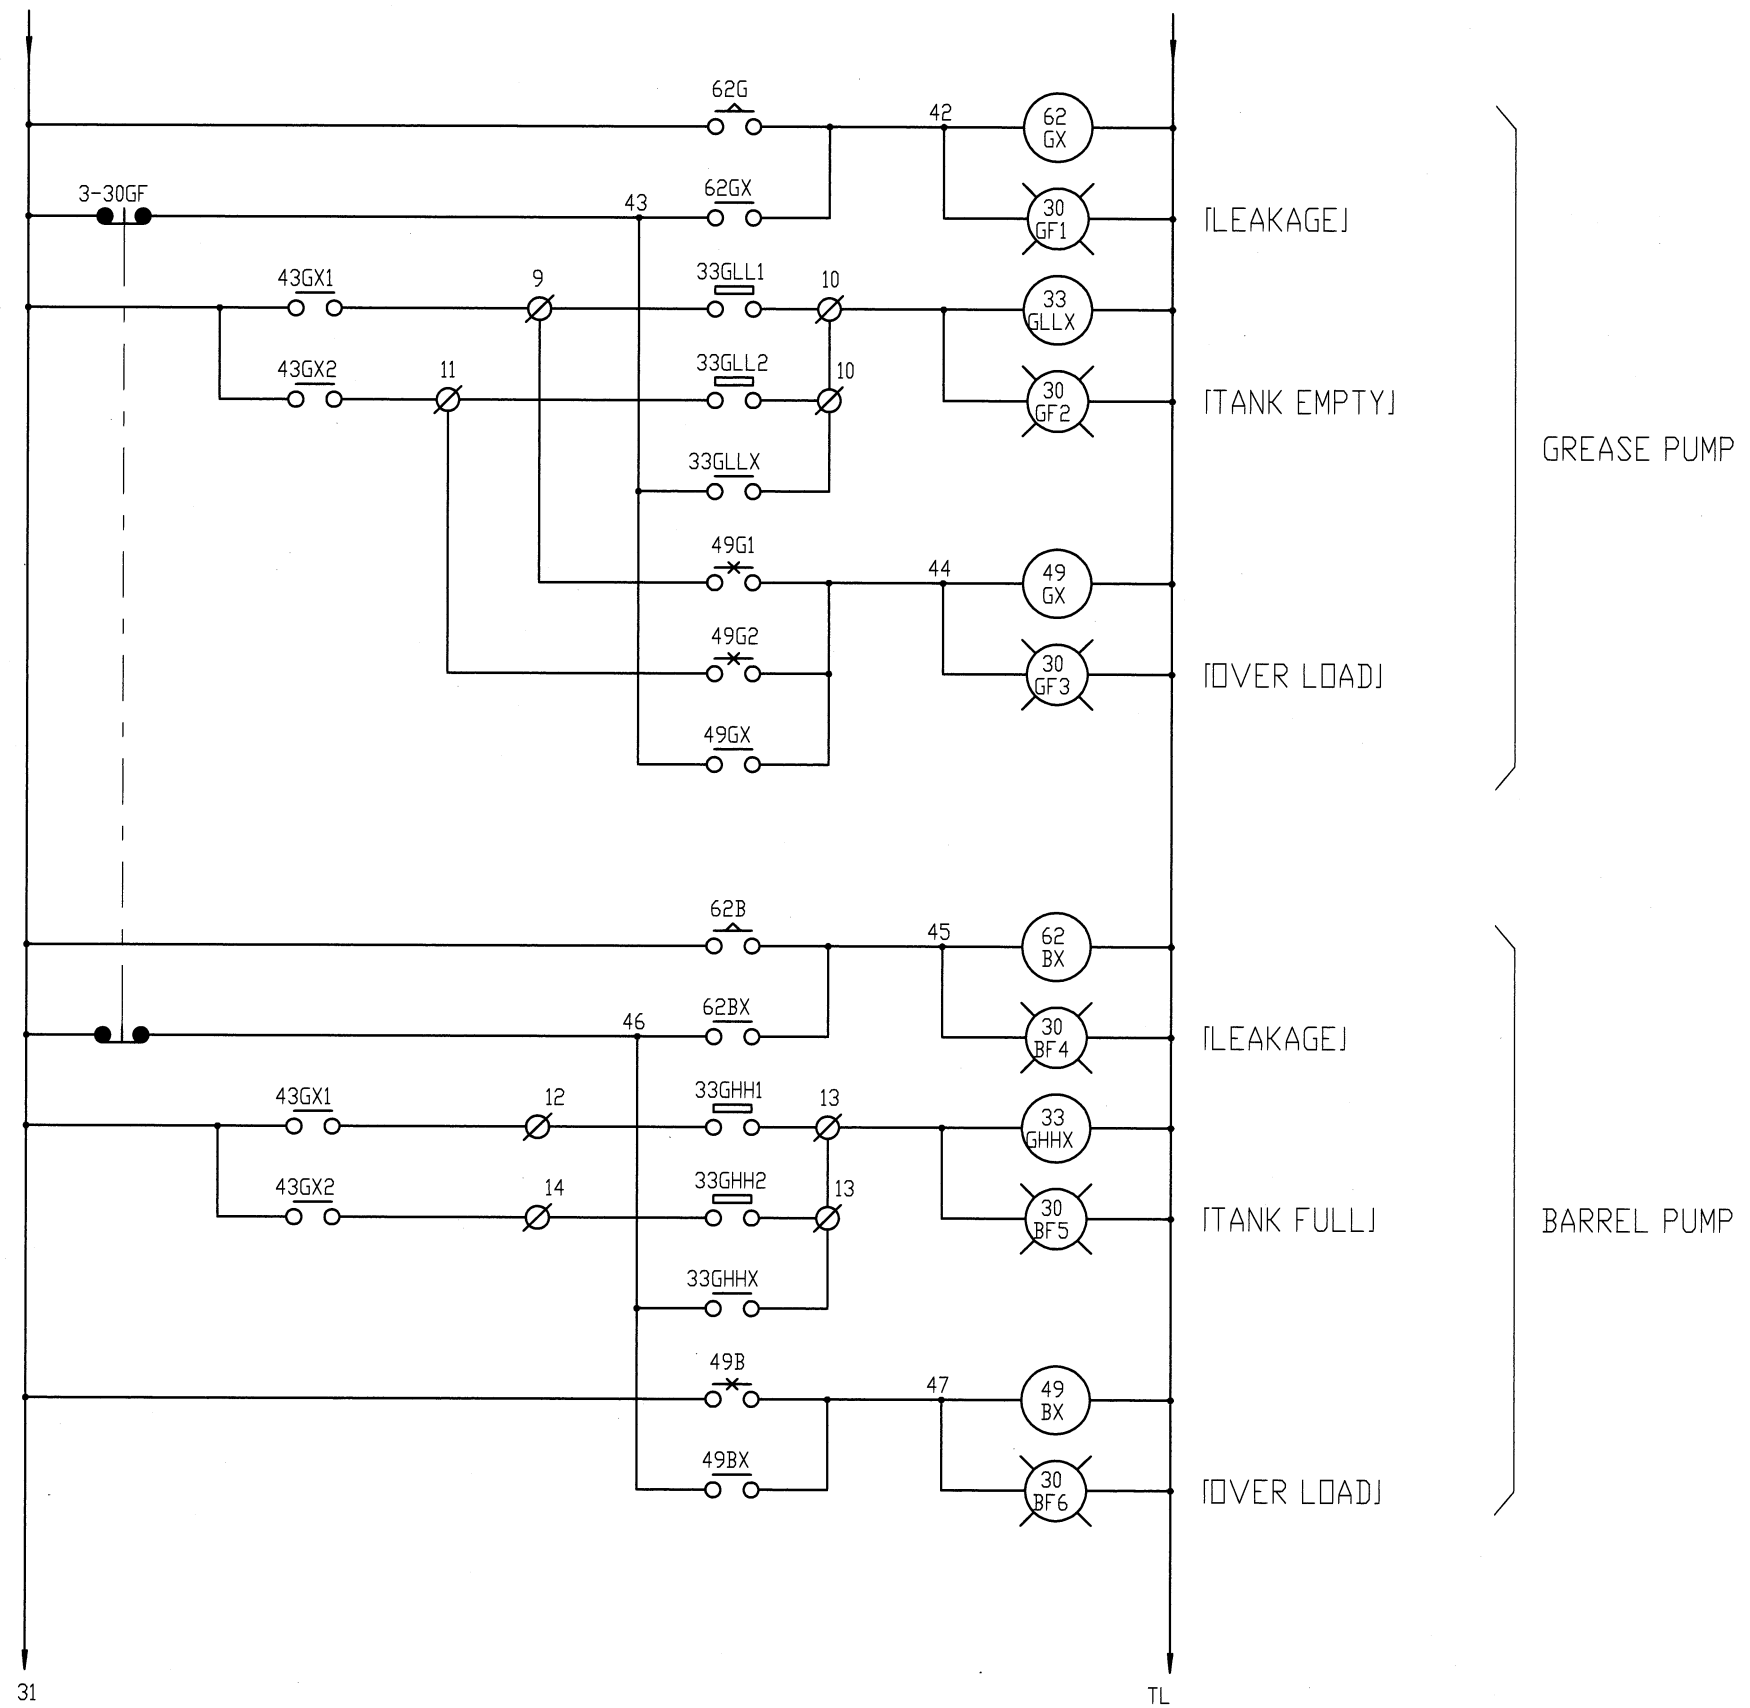 62G
42
62
GX
3-30GF
43
62GX
30
GF1
「LEAKAGE」
43GX1
9
33GLL1
10
33
GLLX
43GX2
11
33GLL2
10
30
GF2
「TANK EMPTY」
GREASE PUMP
33GLLX
49G1
44
49
GX
49G2
30
GF3
「OVER LOAD」
49GX
62B
45
62
BX
46
62BX
30
BF4
「LEAKAGE」
43GX1
12
33GHH1
13
33
GHHX
43GX2
14
33GHH2
13
30
BF5
「TANK FULL」
BARREL PUMP
33GHHX
49B
47
49
BX
49BX
30
BF6
「OVER LOAD」
31
TL